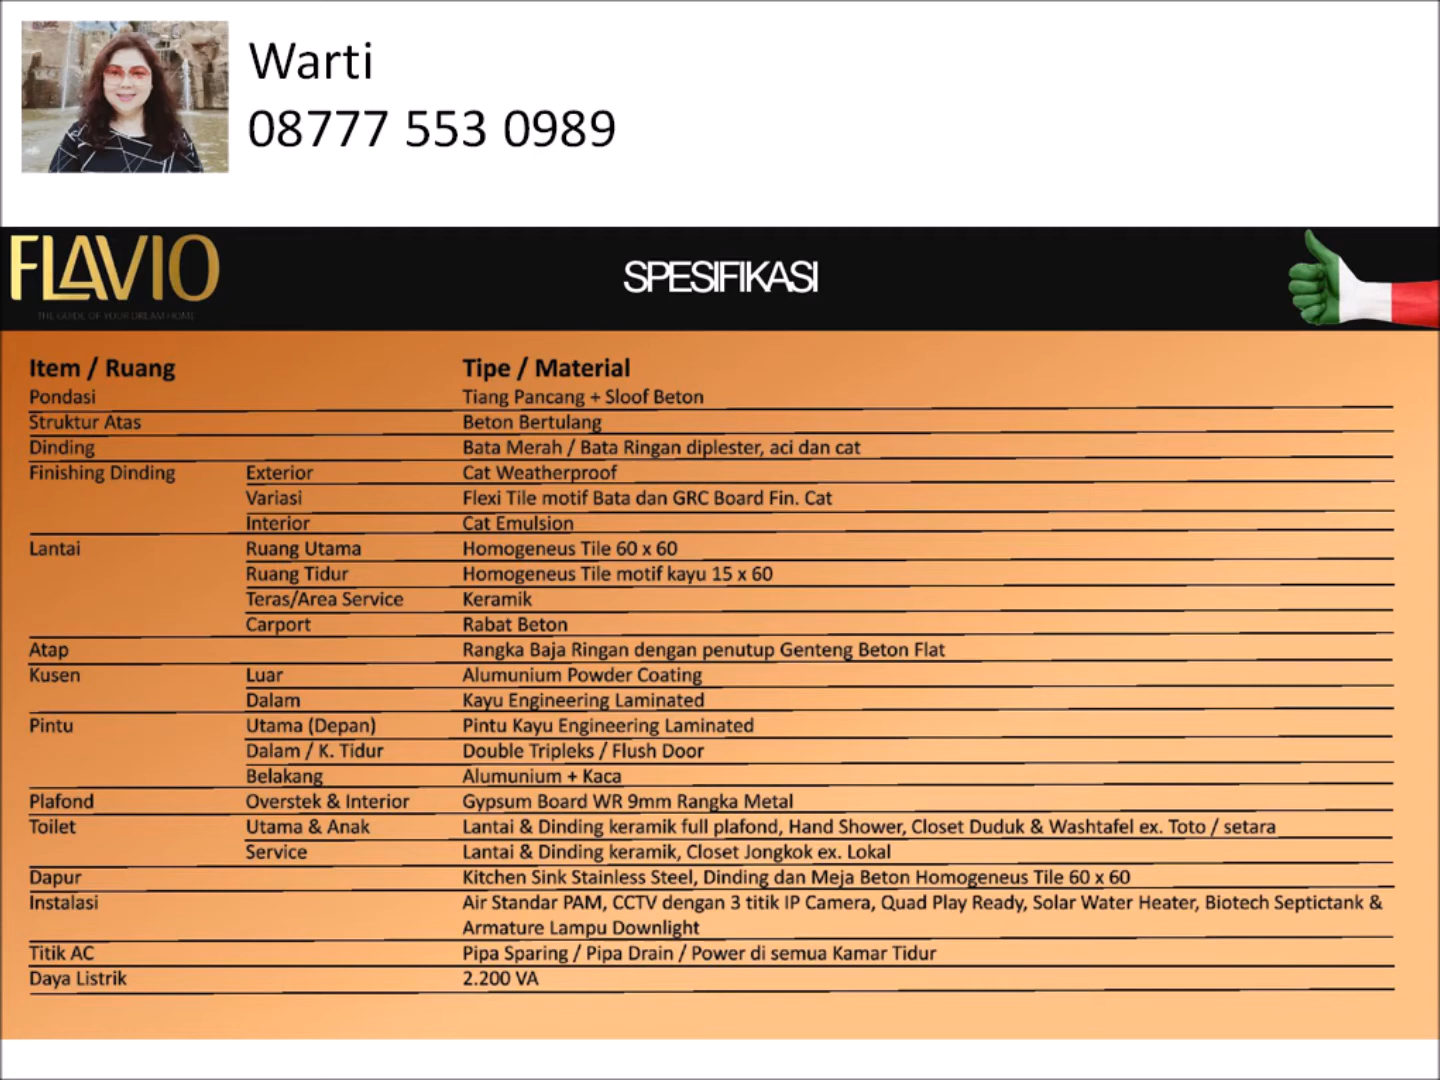 Warti
08777 553 0989
FLAVIO
THE GUIDE OF YOUR DREAM HOME
SPESIFIKASI
Item / Ruang Tipe / Material
Pondasi Tiang Pancang + Sloof Beton
Struktur Atas Beton Bertulang
Dinding Bata Merah / Bata Ringan diplester, aci dan cat
Finishing Dinding Exterior Cat Weatherproof
Variasi Flexi Tile motif Bata dan GRC Board Fin. Cat
Interior Cat Emulsion
Lantai Ruang Utama Homogeneus Tile 60 x 60
Ruang Tidur Homogeneus Tile motif kayu 15 x 60
Teras/Area Service Keramik
Carport Rabat Beton
Atap Rangka Baja Ringan dengan penutup Genteng Beton Flat
Kusen Luar Alumunium Powder Coating
Dalam Kayu Engineering Laminated
Pintu Utama (Depan) Pintu Kayu Engineering Laminated
Dalam / K. Tidur Double Tripleks / Flush Door
Belakang Alumunium + Kaca
Plafond Overstek & Interior Gypsum Board WR 9mm Rangka Metal
Toilet Utama & Anak Lantai & Dinding keramik full plafond, Hand Shower, Closet Duduk & Washtafel ex. Toto / setara
Service Lantai & Dinding keramik, Closet Jongkok ex. Lokal
Dapur Kitchen Sink Stainless Steel, Dinding dan Meja Beton Homogeneus Tile 60 x 60
Instalasi Air Standar PAM, CCTV dengan 3 titik IP Camera, Quad Play Ready, Solar Water Heater, Biotech Septictank &
Armature Lampu Downlight
Titik AC Pipa Sparing / Pipa Drain / Power di semua Kamar Tidur
Daya Listrik 2.200 VA